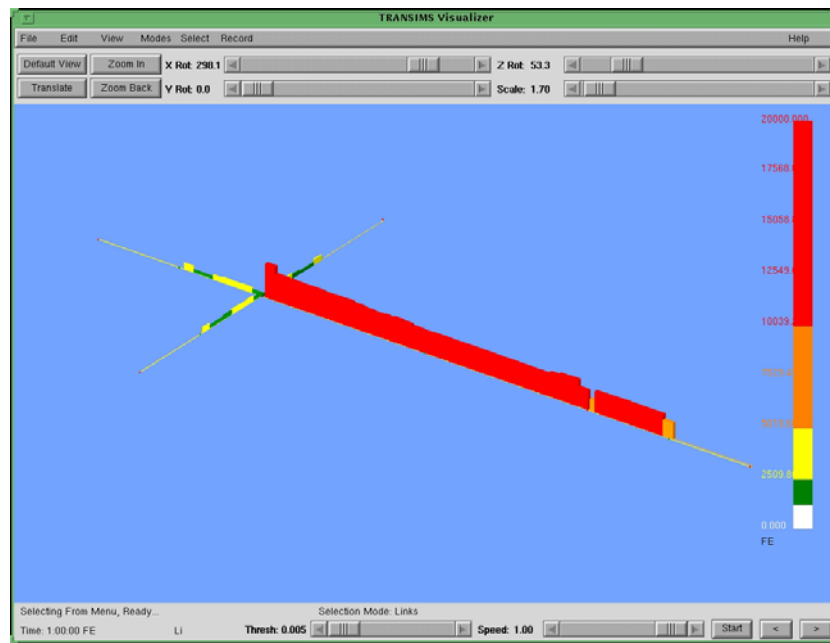 TRANSIMS Visualizer
File Edit View Modes Select Record Help
Default View Zoom In X Rot: 298.1 Z Rot: 53.3
Translate Zoom Back Y Rot: 0.0 Scale: 1.70
20000.000
17568.
15058.
12549.
10039.
2509.8
0.000
FE
Selecting From Menu, Ready... Selection Mode: Links
Time: 1:00:00 FE Li Thresh: 0.005 Speed: 1.00 Start < >